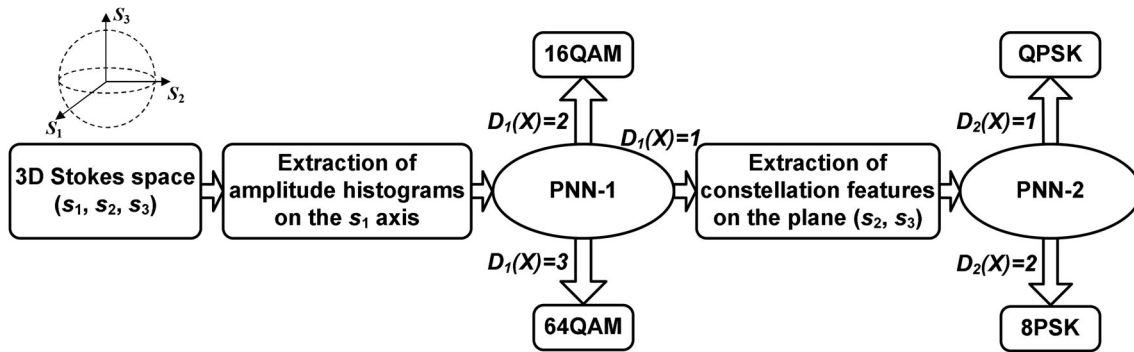 S₃
S₂
S₁
3D Stokes space
(s₁, s₂, s₃)
Extraction of
amplitude histograms
on the s₁ axis
16QAM
D₁(X)=2
D₁(X)=1
PNN-1
D₁(X)=3
64QAM
Extraction of
constellation features
on the plane (s₂, s₃)
QPSK
D₂(X)=1
PNN-2
D₂(X)=2
8PSK